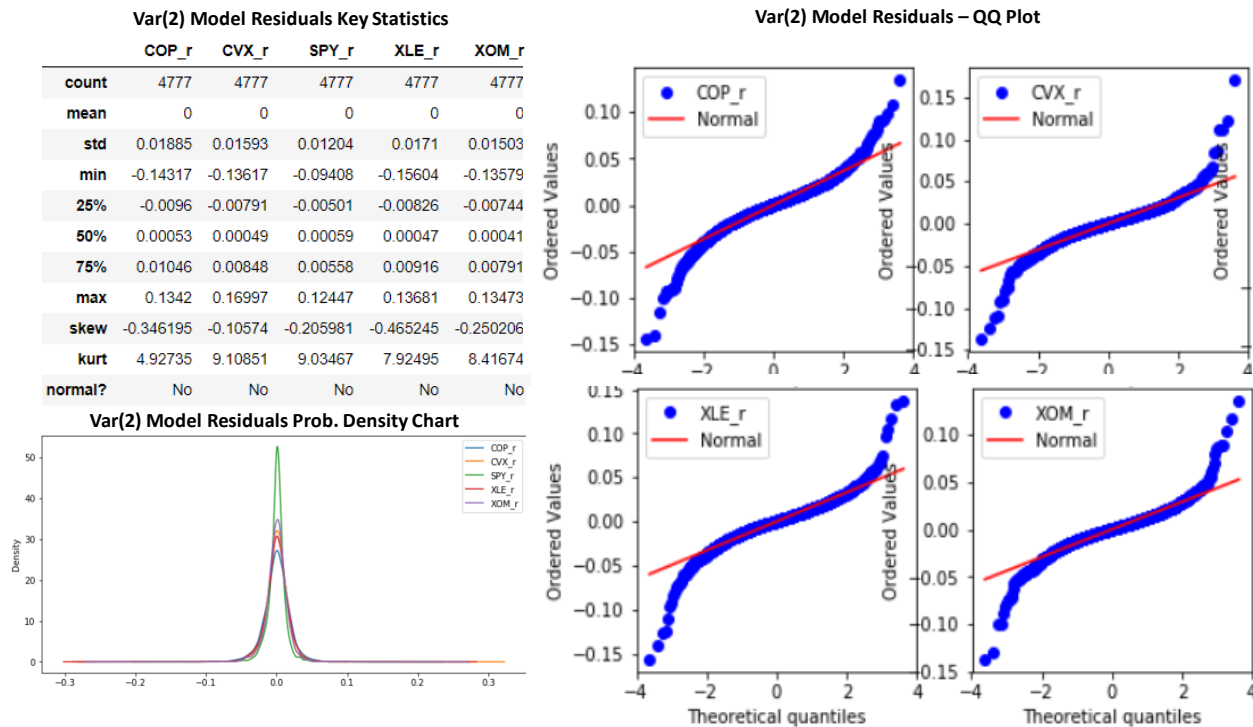 Var(2) Model Residuals Key Statistics
COP_r CVX_r SPY_r XLE_r XOM_r
count 4777 4777 4777 4777 4777
mean 0 0 0 0 0
std 0.01885 0.01593 0.01204 0.0171 0.01503
min -0.14317 -0.13617 -0.09408 -0.15604 -0.13579
25% -0.0096 -0.00791 -0.00501 -0.00826 -0.00744
50% 0.00053 0.00049 0.00059 0.00047 0.00041
75% 0.01046 0.00848 0.00558 0.00916 0.00791
max 0.1342 0.16997 0.12447 0.13681 0.13473
skew -0.346195 -0.10574 -0.205981 -0.465245 -0.250206
kurt 4.92735 9.10851 9.03467 7.92495 8.41674
normal? No No No No No
Var(2) Model Residuals Prob. Density Chart
COP_r
CVX_r
SPY_r
XLE_r
XOM_r
Density
50
40
30
20
10
0
−0.3 −0.2 −0.1 0.0 0.1 0.2 0.3
Var(2) Model Residuals – QQ Plot
COP_r
Normal
Ordered Values
0.10
0.05
0.00
−0.05
−0.10
−0.15
−4 −2 0 2 4
CVX_r
Normal
Ordered Values
0.15
0.10
0.05
0.00
0.05
0.10
0.15
−4 −2 0 2 4
XLE_r
Normal
Ordered Values
0.15
0.10
0.05
0.00
−0.05
−0.10
−0.15
−4 −2 0 2 4
Theoretical quantiles
XOM_r
Normal
Ordered Values
0.10
0.05
0.00
0.05
0.10
0.15
−4 −2 0 2 4
Theoretical quantiles